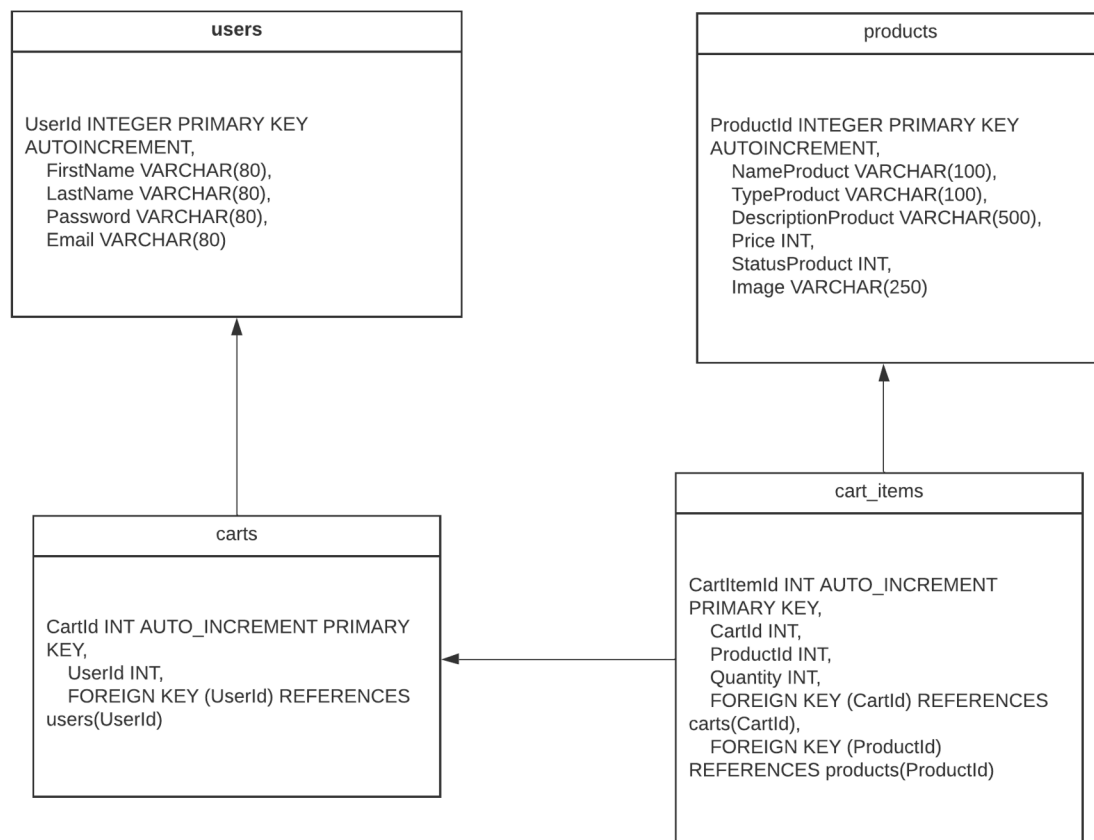 users
UserId INTEGER PRIMARY KEY
AUTOINCREMENT,
FirstName VARCHAR(80),
LastName VARCHAR(80),
Password VARCHAR(80),
Email VARCHAR(80)
products
ProductId INTEGER PRIMARY KEY
AUTOINCREMENT,
NameProduct VARCHAR(100),
TypeProduct VARCHAR(100),
DescriptionProduct VARCHAR(500),
Price INT,
StatusProduct INT,
Image VARCHAR(250)
carts
CartId INT AUTO_INCREMENT PRIMARY
KEY,
UserId INT,
FOREIGN KEY (UserId) REFERENCES
users(UserId)
cart_items
CartItemId INT AUTO_INCREMENT
PRIMARY KEY,
CartId INT,
ProductId INT,
Quantity INT,
FOREIGN KEY (CartId) REFERENCES
carts(CartId),
FOREIGN KEY (ProductId)
REFERENCES products(ProductId)